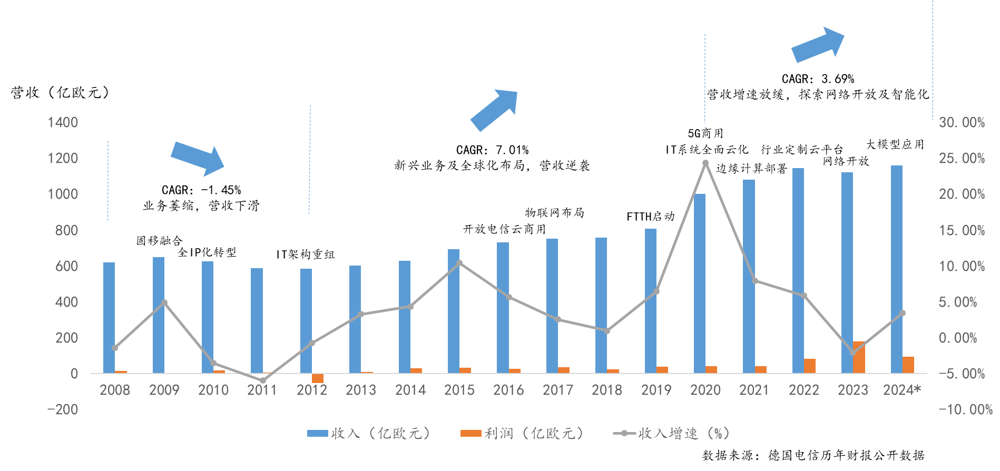 营收（亿欧元）
CAGR：-1.45%
业务萎缩，营收下滑
CAGR：7.01%
新兴业务及全球化布局，营收逆袭
CAGR：3.69%
营收增速放缓，探索网络开放及智能化
1400
1200
1000
800
600
400
200
0
-200
30.00%
25.00%
20.00%
15.00%
10.00%
5.00%
0.00%
-5.00%
-10.00%
固移融合
全IP化转型
IT架构重组
开放电信云商用
物联网布局
FTTH启动
5G商用
IT系统全面云化
边缘计算部署
行业定制云平台
网络开放
大模型应用
2008 2009 2010 2011 2012 2013 2014 2015 2016 2017 2018 2019 2020 2021 2022 2023 2024*
收入（亿欧元） 利润（亿欧元） 收入增速（%）
数据来源：德国电信历年财报公开数据